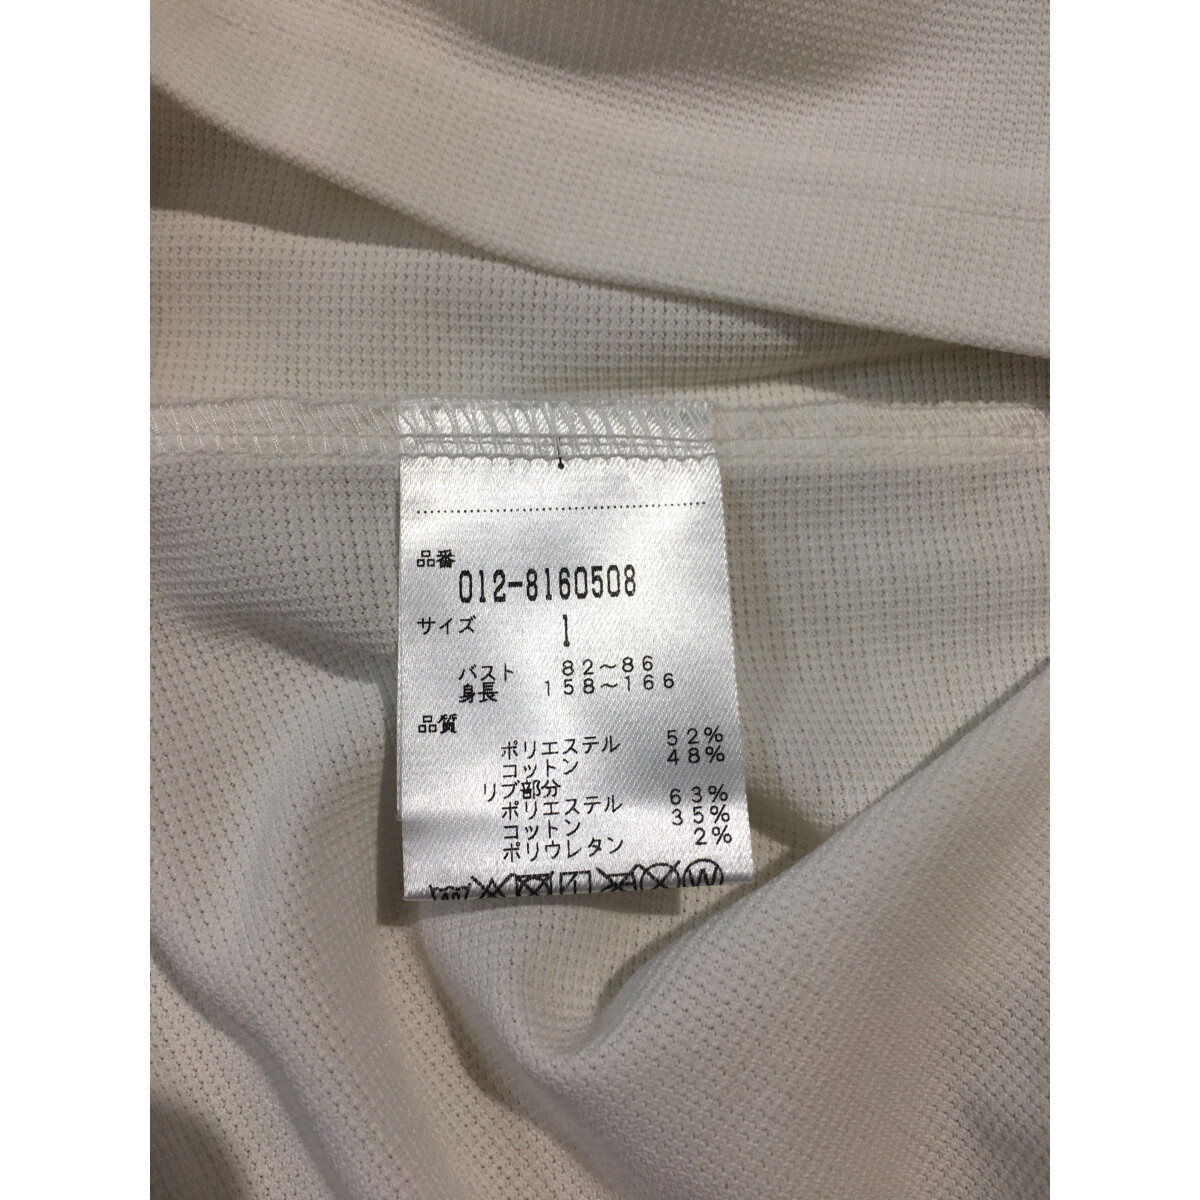 品番
012-8160508
サイズ
1
バスト 82~86
身長 158~166
品質
ポリエステル 52%
コットン 48%
リブ部分
ポリエステル 63%
コットン 35%
ポリウレタン 2%
40
W